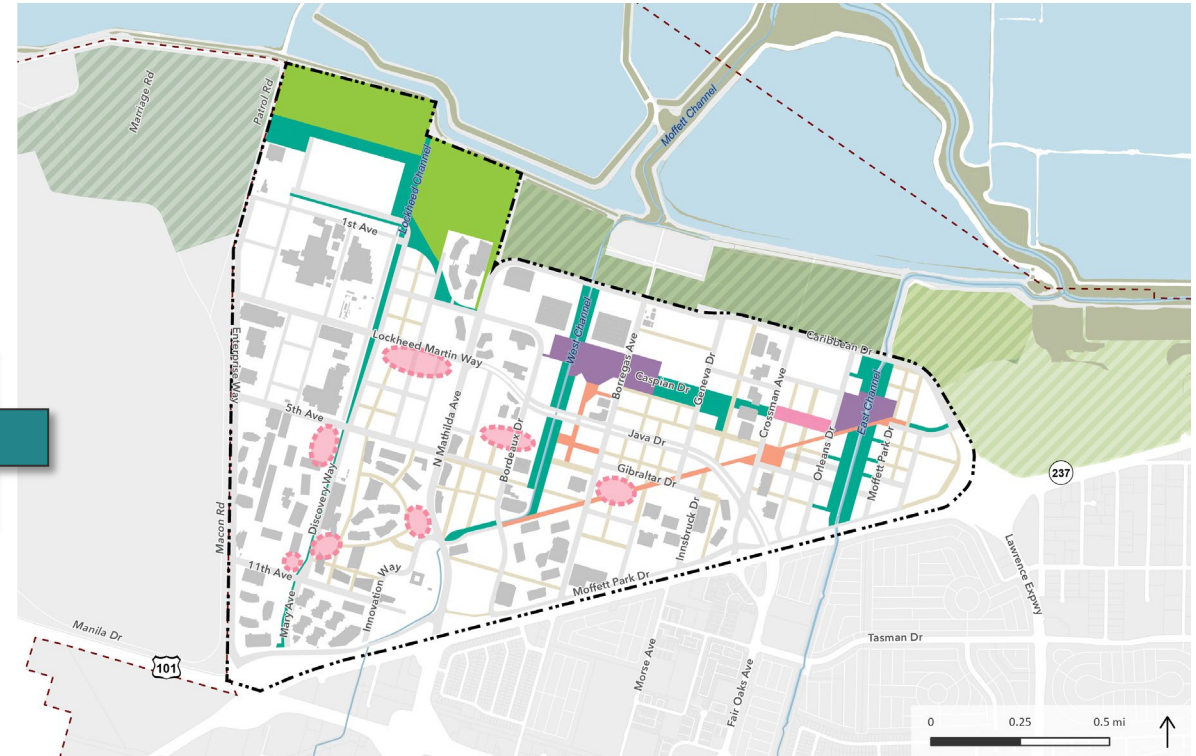 Marriage Rd
Patrol Rd
Moffett Channel
Lockheed Channel
1st Ave
West Channel
Enterprise Way
Lockheed Martin Way
Borregas Ave
Caribbean Dr
Caspian Dr
Geneva Dr
Crossman Ave
East Channel
5th Ave
N Mathilda Ave
Bordeaux Dr
Java Dr
Orleans Dr
Moffett Park Dr
Gibraltar Dr
237
Discovery Way
Macon Rd
Innsbruck Dr
11th Ave
Innovation Way
Moffett Park Dr
Lawrence Expwy
Mary Ave
Manila Dr
101
Tasman Dr
Morse Ave
Fair Oaks Ave
0 0.25 0.5 mi